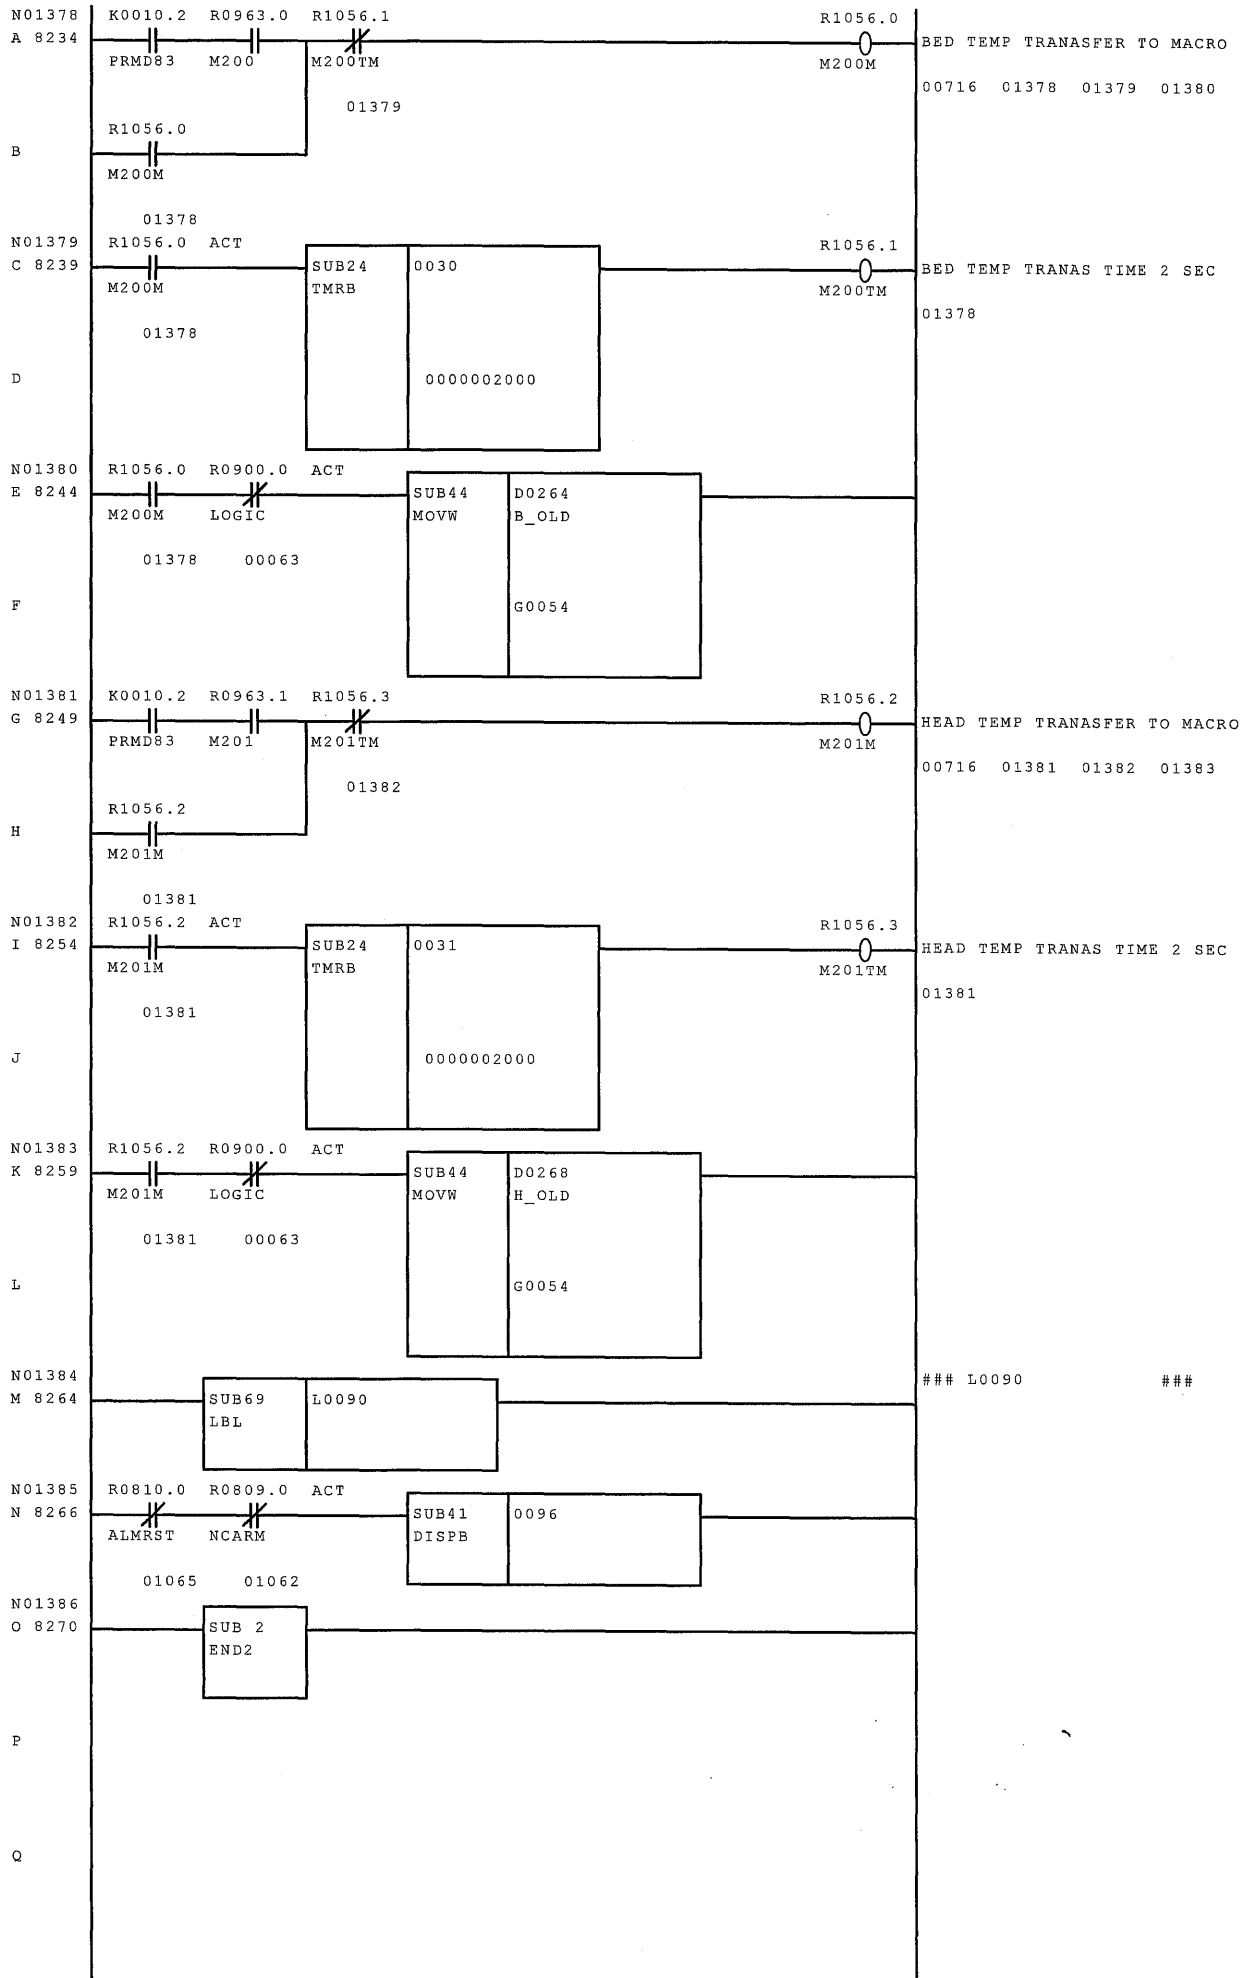 N01378 K0010.2 R0963.0 R1056.1 R1056.0
A 8234 BED TEMP TRANASFER TO MACRO
PRMD83 M200 M200TM M200M
00716 01378 01379 01380
01379
R1056.0
B
M200M
01378
N01379 R1056.0 ACT R1056.1
C 8239 SUB24 0030 BED TEMP TRANAS TIME 2 SEC
M200M TMRB M200TM
01378
01378
D 0000002000
N01380 R1056.0 R0900.0 ACT
E 8244 SUB44 D0264
M200M LOGIC MOVW B_OLD
01378 00063
F G0054
N01381 K0010.2 R0963.1 R1056.3 R1056.2
G 8249 HEAD TEMP TRANASFER TO MACRO
PRMD83 M201 M201TM M201M
00716 01381 01382 01383
01382
R1056.2
H
M201M
01381
N01382 R1056.2 ACT R1056.3
I 8254 SUB24 0031 HEAD TEMP TRANAS TIME 2 SEC
M201M TMRB M201TM
01381
01381
J 0000002000
N01383 R1056.2 R0900.0 ACT
K 8259 SUB44 D0268
M201M LOGIC MOVW H_OLD
01381 00063
L G0054
N01384 ### L0090 ###
M 8264 SUB69 L0090
LBL
N01385 R0810.0 R0809.0 ACT
N 8266 SUB41 0096
ALMRST NCARM DISPB
01065 01062
N01386
O 8270 SUB 2
END2
P
Q